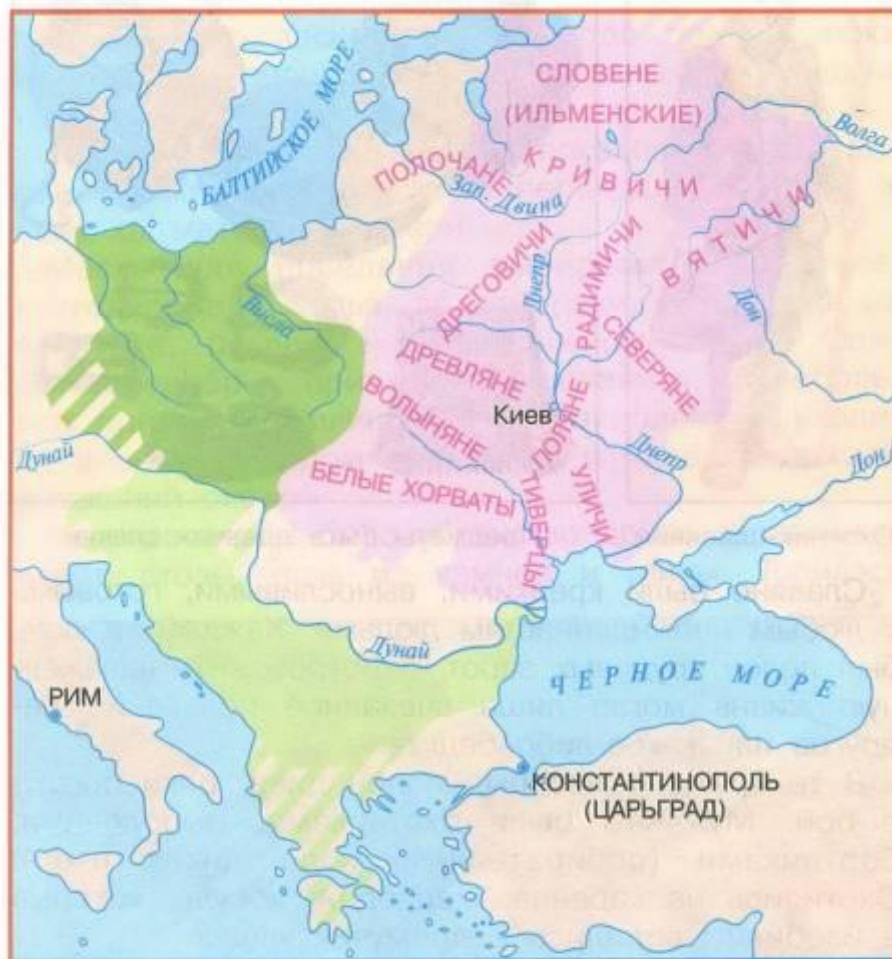 БАЛТИЙСКОЕ МОРЕ
СЛОВЕНЕ
(ИЛЬМЕНСКИЕ)
Волга
КРИВИЧИ
ПОЛОЧАНЕ
Зап. Двина
ВЯТИЧИ
ДРЕГОВИЧИ
Днепр
РАДИМИЧИ
Дон
Висла
СЕВЕРЯНЕ
ДРЕВЛЯНЕ
Киев
ВОЛЫНЯНЕ
ПОЛЯНЕ
Дунай
Днепр
Дон
БЕЛЫЕ ХОРВАТЫ
ТИВЕРЦЫ
УЛИЧИ
Дунай
ЧЕРНОЕ МОРЕ
РИМ
КОНСТАНТИНОПОЛЬ
(ЦАРЬГРАД)